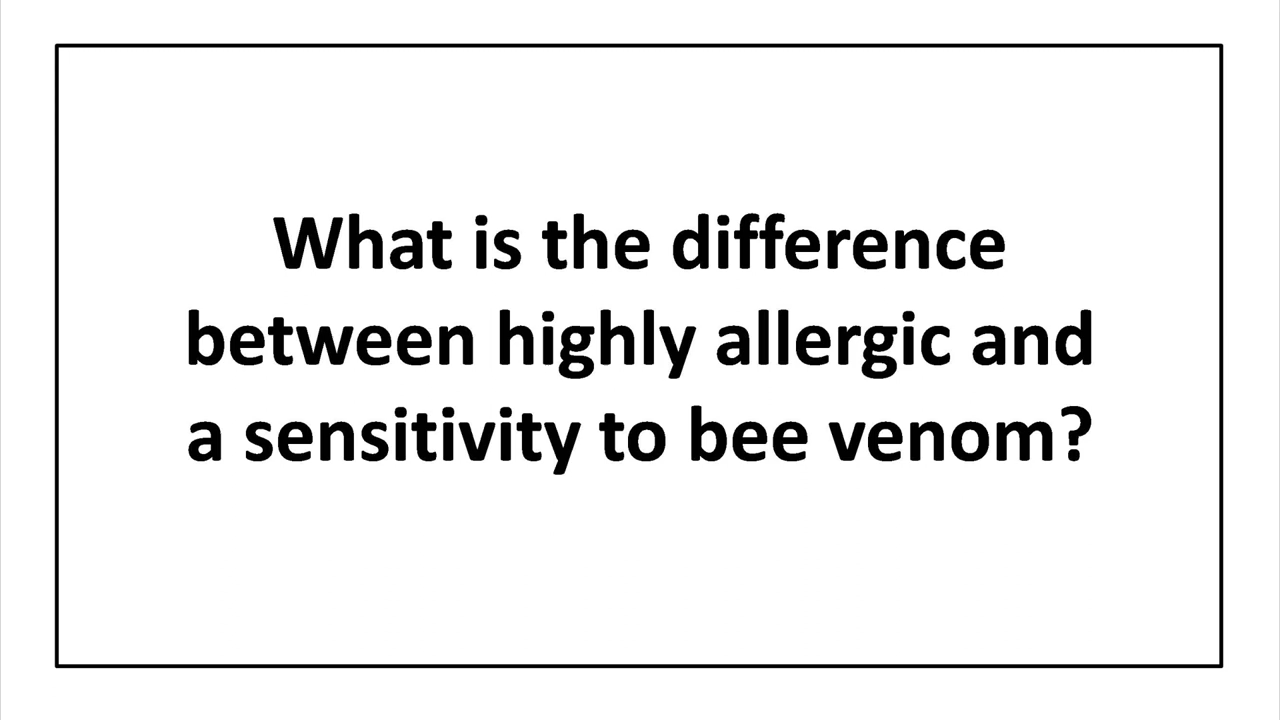 What is the difference
between highly allergic and
a sensitivity to bee venom?